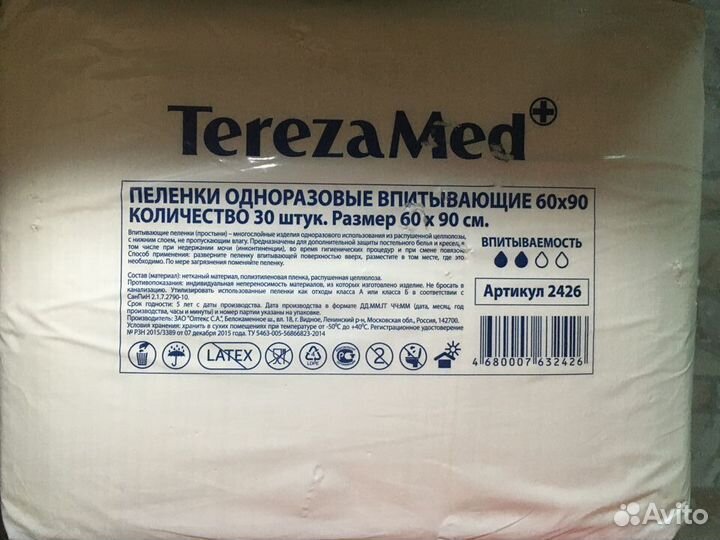 TerezaMed
ПЕЛЕНКИ ОДНОРАЗОВЫЕ ВПИТЫВАЮЩИЕ 60х90
КОЛИЧЕСТВО 30 штук. Размер 60 х 90 см.
Впитывающие пеленки (простыни) – многослойные изделия одноразового использования из распушенной целлюлозы,
с нижним слоем, не пропускающим влагу. Предназначены для дополнительной защиты постельного белья и кресел, в
том числе при недержании мочи (инконтиненции), во время гигиенических процедур и при смене повязок.
Способ применения: разверните пеленку впитывающей поверхностью вверх, разместите в том месте, где это
необходимо. По мере загрязнения поменяйте пеленку.
ВПИТЫВАЕМОСТЬ
Состав (материал): нетканый материал, полиэтиленовая пленка, распушенная целлюлоза.
Противопоказания: индивидуальная непереносимость материалов, из которых изготовлено изделие. Не бросать в
канализацию. Утилизировать использованные пеленки как отходы класса А или класса Б в соответствии с
СанПиН 2.1.7.2790-10.
Срок годности: 5 лет с даты производства. Дата производства в формате ДД.ММ.ГГ ЧЧ:ММ (дата, месяц, год
производства, часы и минуты) и номер партии указаны на упаковке.
Производитель: ЗАО "Оптекс С.А.", Белокаменное ш., вл. 18, г. Видное, Ленинский р-н, Московская обл., Россия, 142700.
Условия хранения: хранить в сухих помещениях при температуре от -50°С до +40°С. Регистрационное удостоверение
№ РЗН 2015/3389 от 07 декабря 2015 года. ТУ 5463-005-56866823-2014
Артикул 2426
LATEX
LDPE
2
4 680007 632426
Avito